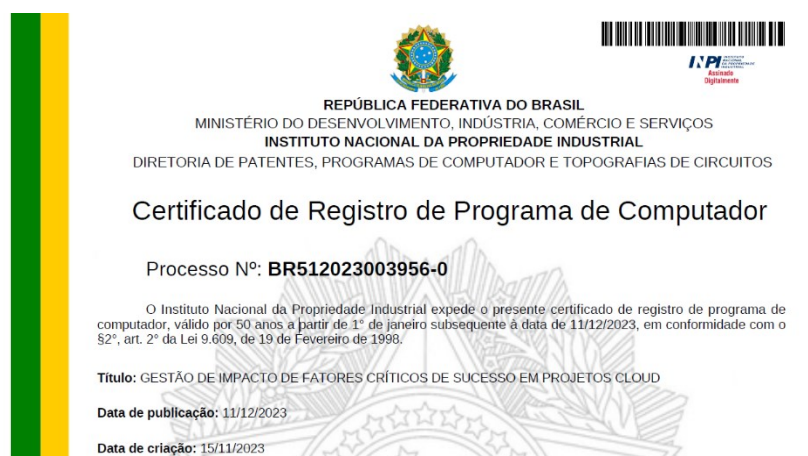 INPI
Assinado
Digitalmente
REPÚBLICA FEDERATIVA DO BRASIL
MINISTÉRIO DO DESENVOLVIMENTO, INDÚSTRIA, COMÉRCIO E SERVIÇOS
INSTITUTO NACIONAL DA PROPRIEDADE INDUSTRIAL
DIRETORIA DE PATENTES, PROGRAMAS DE COMPUTADOR E TOPOGRAFIAS DE CIRCUITOS
Certificado de Registro de Programa de Computador
Processo Nº: BR512023003956-0
O Instituto Nacional da Propriedade Industrial expede o presente certificado de registro de programa de
computador, válido por 50 anos a partir de 1° de janeiro subsequente à data de 11/12/2023, em conformidade com o
§2°, art. 2° da Lei 9.609, de 19 de Fevereiro de 1998.
Título: GESTÃO DE IMPACTO DE FATORES CRÍTICOS DE SUCESSO EM PROJETOS CLOUD
Data de publicação: 11/12/2023
Data de criação: 15/11/2023